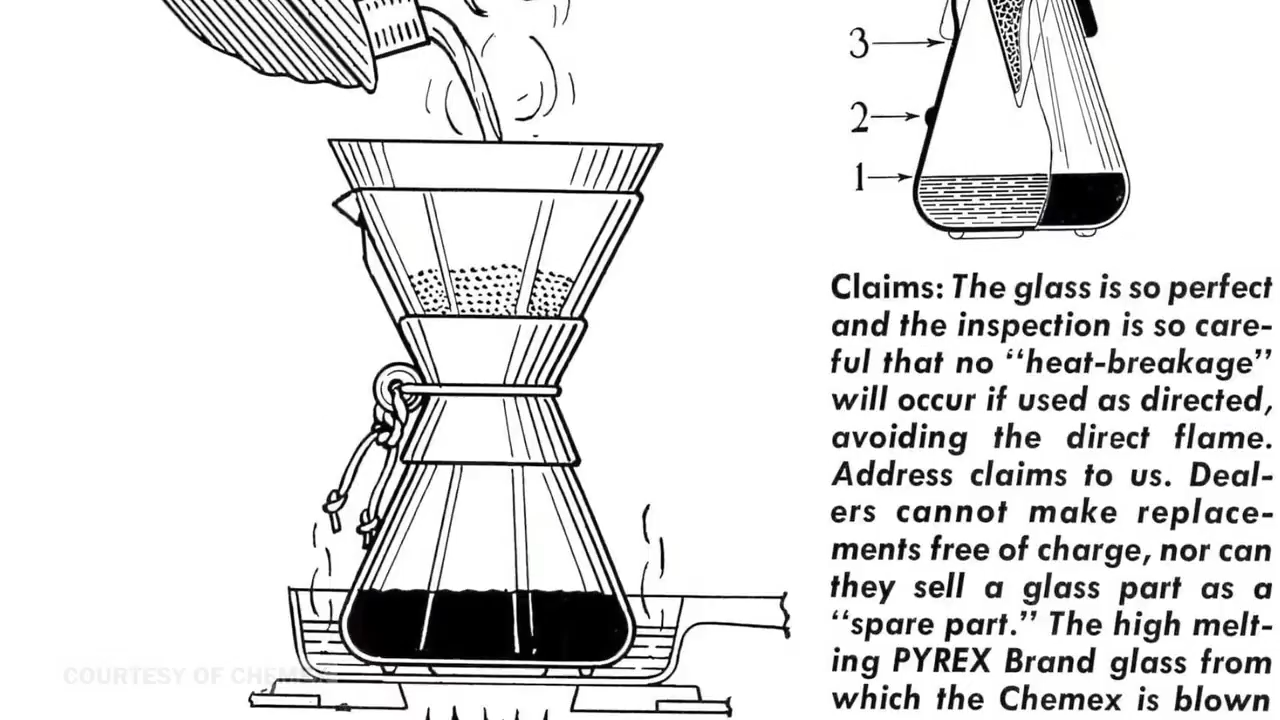 3
2
1
Claims: The glass is so perfect
and the inspection is so care-
ful that no “heat-breakage”
will occur if used as directed,
avoiding the direct flame.
Address claims to us. Deal-
ers cannot make replace-
ments free of charge, nor can
they sell a glass part as a
“spare part.” The high melt-
ing PYREX Brand glass from
which the Chemex is blown
COURTESY OF CHEMEX